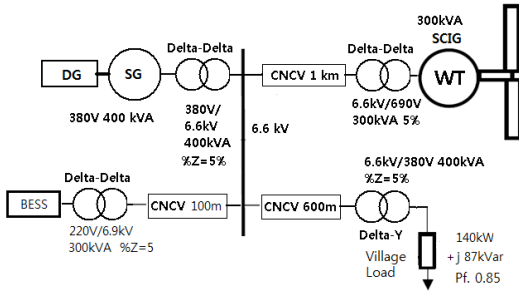 300kVA
SCIG
Delta-Delta
Delta-Delta
DG
SG
CNCV 1 km
WT
380V 400 kVA
380V/
6.6kV
400kVA
%Z=5%
6.6 kV
6.6kV/690V
300kVA 5%
Delta-Delta
6.6kV/380V 400kVA
%Z=5%
BESS
CNCV 100m
CNCV 600m
220V/6.9kV
300kVA %Z=5
Delta-Y
Village
Load
140kW
+j 87kVar
Pf. 0.85